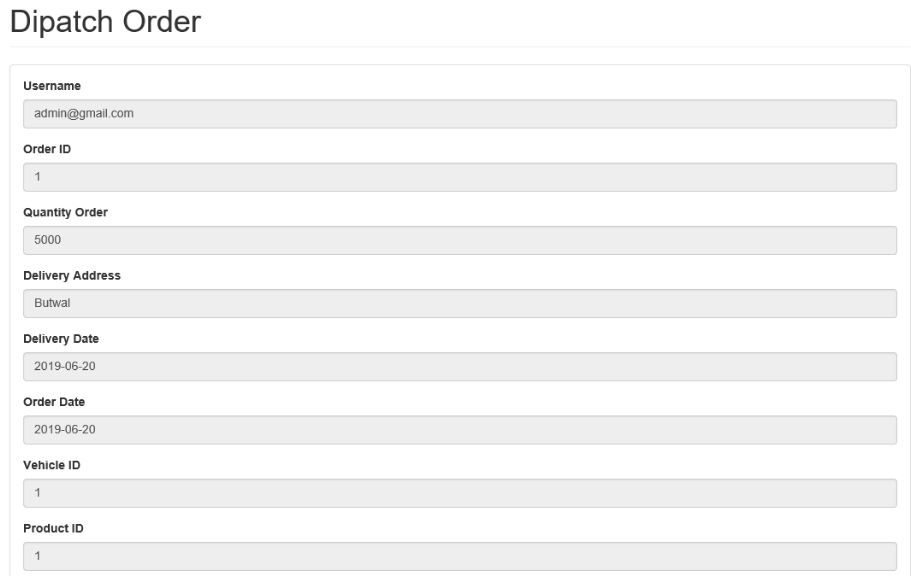 Dipatch Order
Username
admin@gmail.com
Order ID
1
Quantity Order
5000
Delivery Address
Butwal
Delivery Date
2019-06-20
Order Date
2019-06-20
Vehicle ID
1
Product ID
1